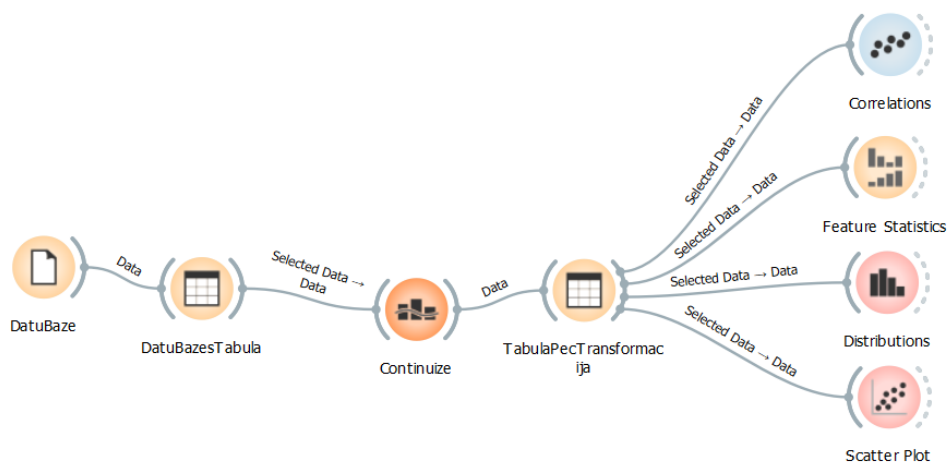 DatuBaze
Data
DatuBazesTabula
Selected Data →
Data
Continuize
Data
TabulaPecTransformac
ija
Selected Data → Data
Correlations
Selected Data → Data
Feature Statistics
Selected Data → Data
Distributions
Selected Data → Data
Scatter Plot